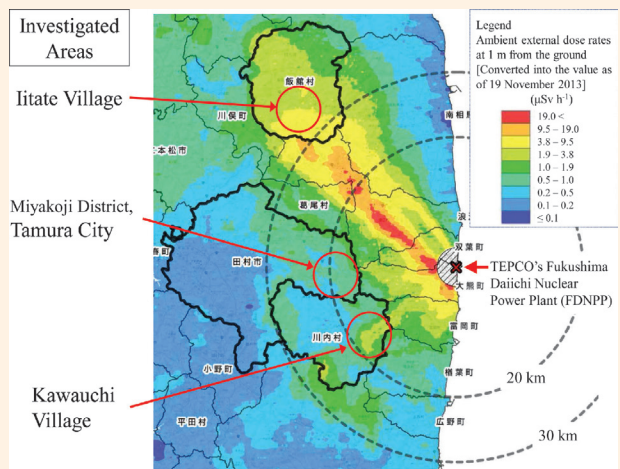 Investigated
Areas
Legend
Ambient external dose rates
at 1 m from the ground
[Converted into the value as
of 19 November 2013]
(μSv h⁻¹)
19.0 <
9.5 – 19.0
3.8 – 9.5
1.9 – 3.8
1.0 – 1.9
0.5 – 1.0
0.2 – 0.5
0.1 – 0.2
≤ 0.1
Iitate Village
飯舘村
川俣町
南相
二本松市
Miyakoji District,
Tamura City
葛尾村
浪
双葉町
田村市
大熊町
TEPCO's Fukushima
Daiichi Nuclear
Power Plant (FDNPP)
春町
川内村
富岡町
小野町
楢葉町
Kawauchi
Village
20 km
平田村
広野町
30 km